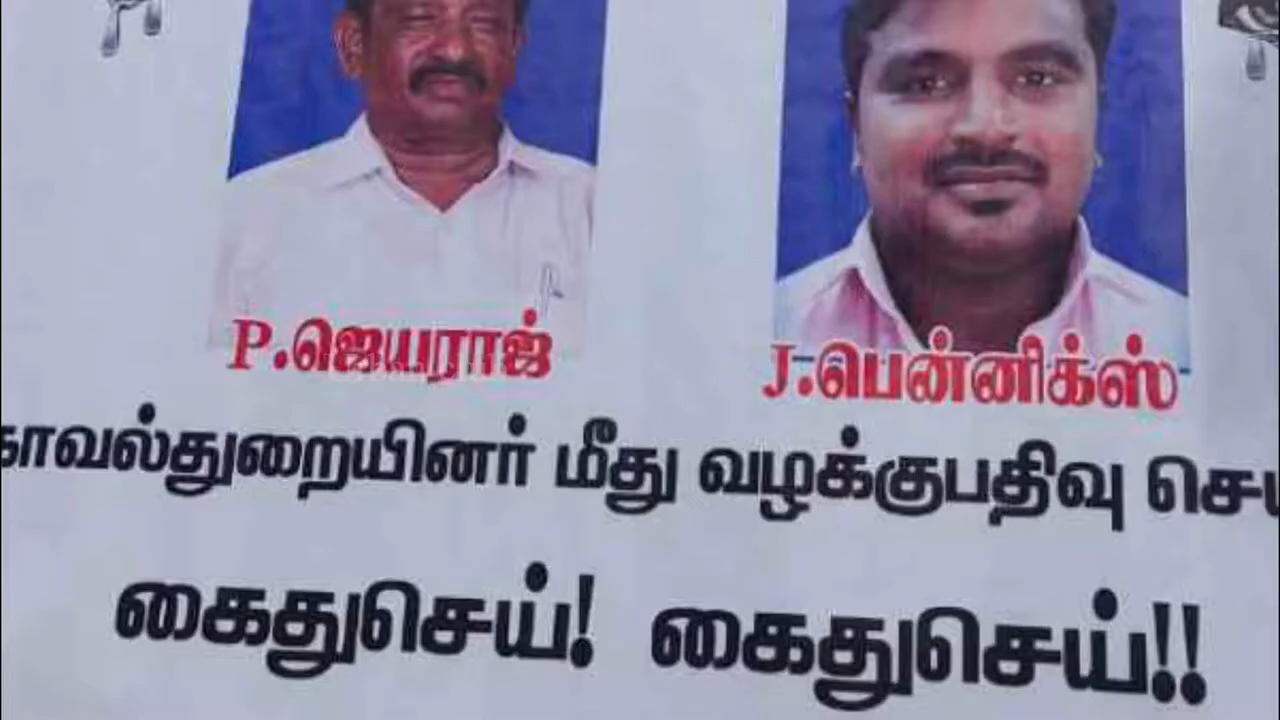 P.ஜெயராஜ்
J.பென்னிக்ஸ்
காவல்துறையினர் மீது வழக்குபதிவு செய்
கைதுசெய்! கைதுசெய்!!